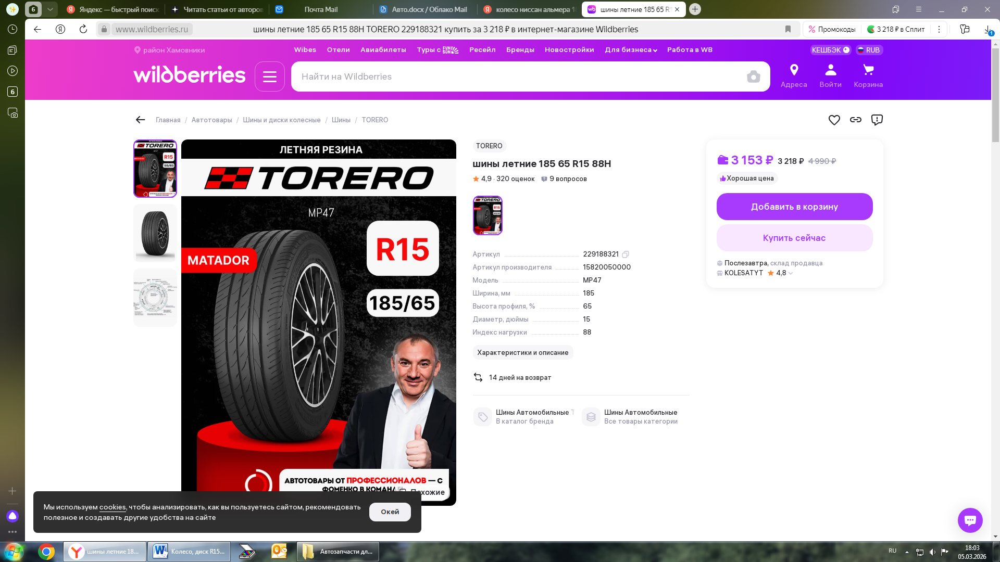 6
Яндекс — быстрый поиск
Читать статьи от авторов
Почта Mail
Авто.docx / Облако Mail
колесо ниссан альмера 1
шины летние 185 65 R1
www.wildberries.ru
шины летние 185 65 R15 88H TORERO 229188321 купить за 3 218 ₽ в интернет-магазине Wildberries
Промокоды
3 218 ₽ в Сплит
1
6
район Хамовники
Wibes
Отели
Авиабилеты
Туры с FUN&SUN
Ресейл
Бренды
Новостройки
Для бизнеса
Работа в WB
КЕШБЭК
RUB
wildberries
Найти на Wildberries
Адреса
Войти
Корзина
Главная / Автотовары / Шины и диски колесные / Шины / TORERO
ЛЕТНЯЯ РЕЗИНА
TORERO
MP47
R15
MATADOR
185/65
АВТОТОВАРЫ ОТ ПРОФЕССИОНАЛОВ — С
ФОМЕНКО В КОМАНДЕ!
Похожие
TORERO
шины летние 185 65 R15 88H
4,9 · 320 оценок
9 вопросов
Артикул 229188321
Артикул производителя 15820050000
Модель MP47
Ширина, мм 185
Высота профиля, % 65
Диаметр, дюймы 15
Индекс нагрузки 88
Характеристики и описание
14 дней на возврат
Шины Автомобильные
В каталог бренда
Шины Автомобильные
Все товары категории
3 153 ₽ 3 218 ₽ 4 990 ₽
Хорошая цена
Добавить в корзину
Купить сейчас
Послезавтра, склад продавца
KOLESATYT 4,8
Мы используем cookies, чтобы анализировать, как вы пользуетесь сайтом, рекомендовать
полезное и создавать другие удобства на сайте
Окей
шины летние 18...
Колесо, диск R15...
Автозапчасти дл...
RU
18:03
05.03.2026